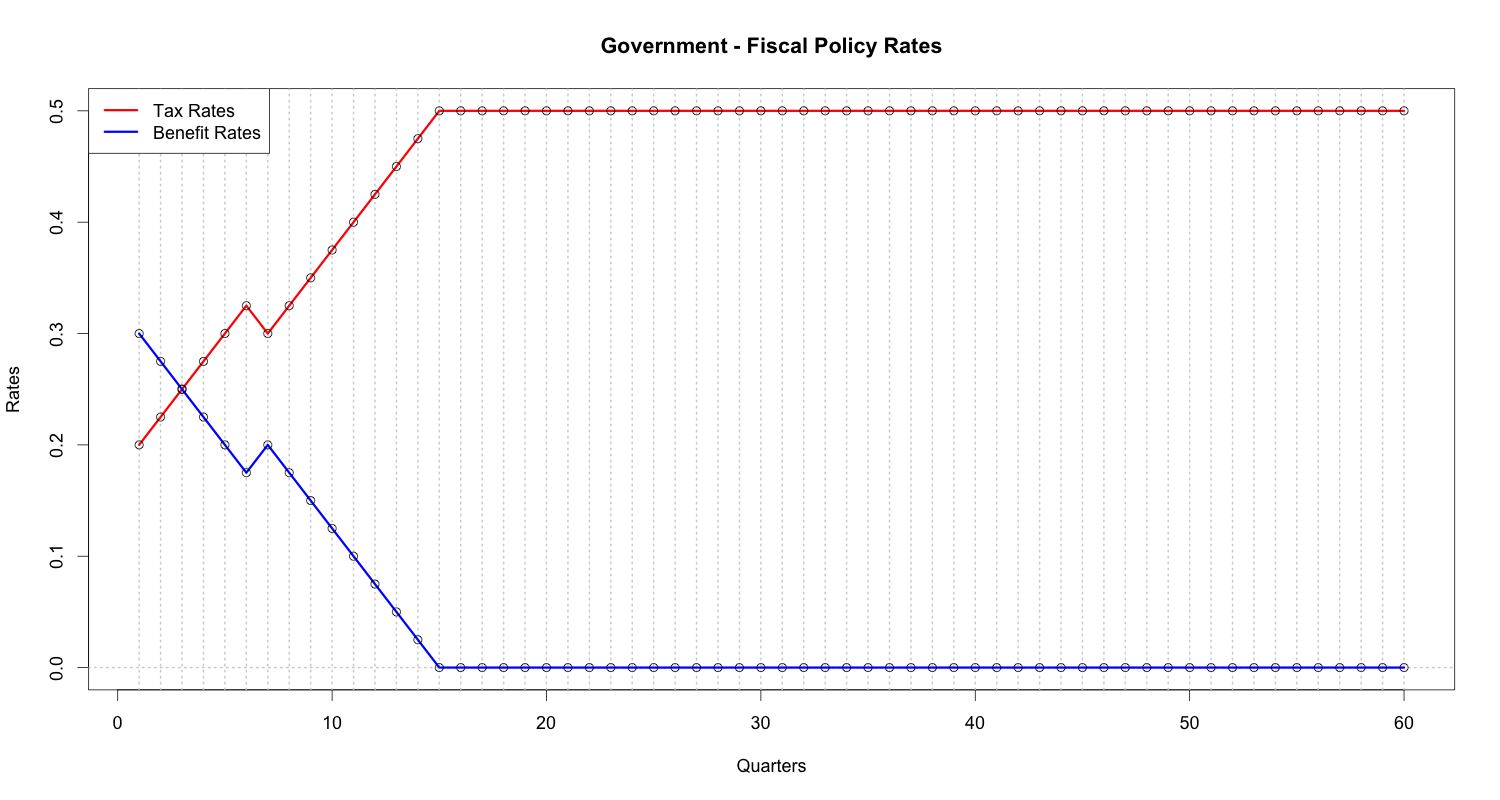 Government - Fiscal Policy Rates
Tax Rates
Benefit Rates
0.5
0.4
0.3
0.2
0.1
0.0
Rates
0 10 20 30 40 50 60
Quarters